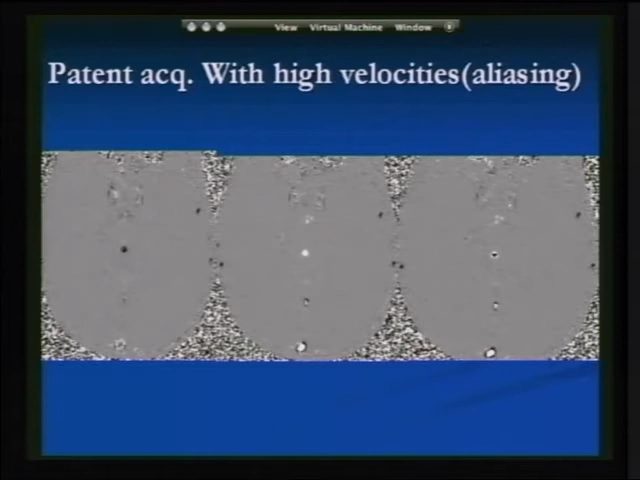 View Virtual Machine Window
Patent acq. With high velocities(aliasing)